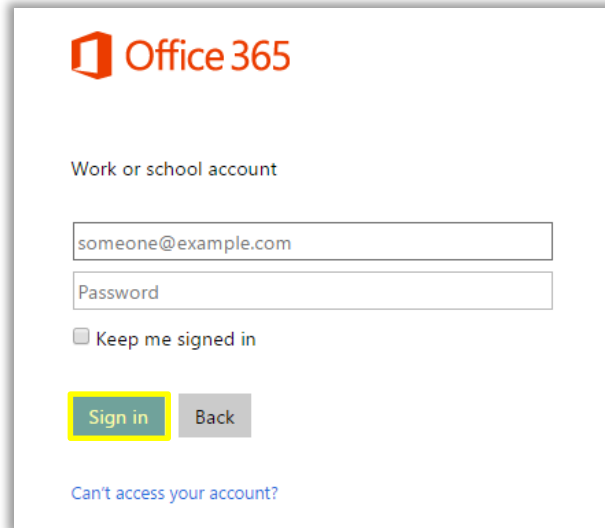 Office 365
Work or school account
someone@example.com
Password
Keep me signed in
Sign in Back
Can't access your account?